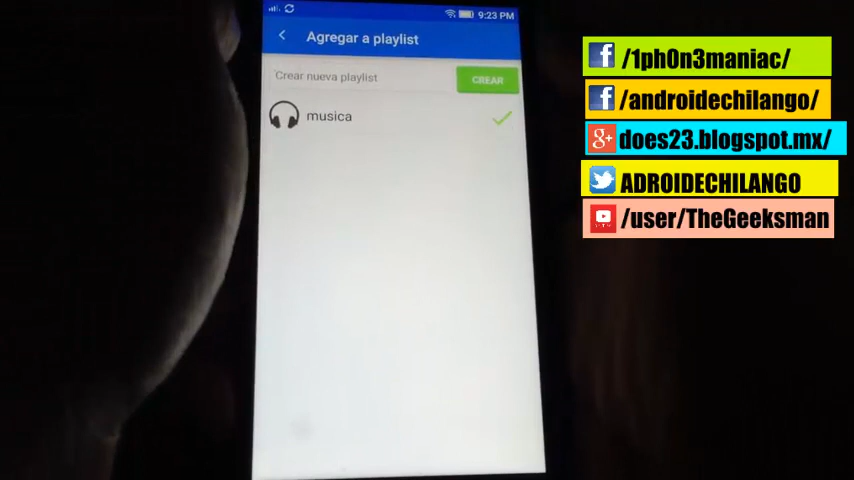 9:23 PM
Agregar a playlist
Crear nueva playlist
CREAR
musica
/1ph0n3maniac/
/androidechilango/
does23.blogspot.mx/
ADROIDECHILANGO
/user/TheGeeksman